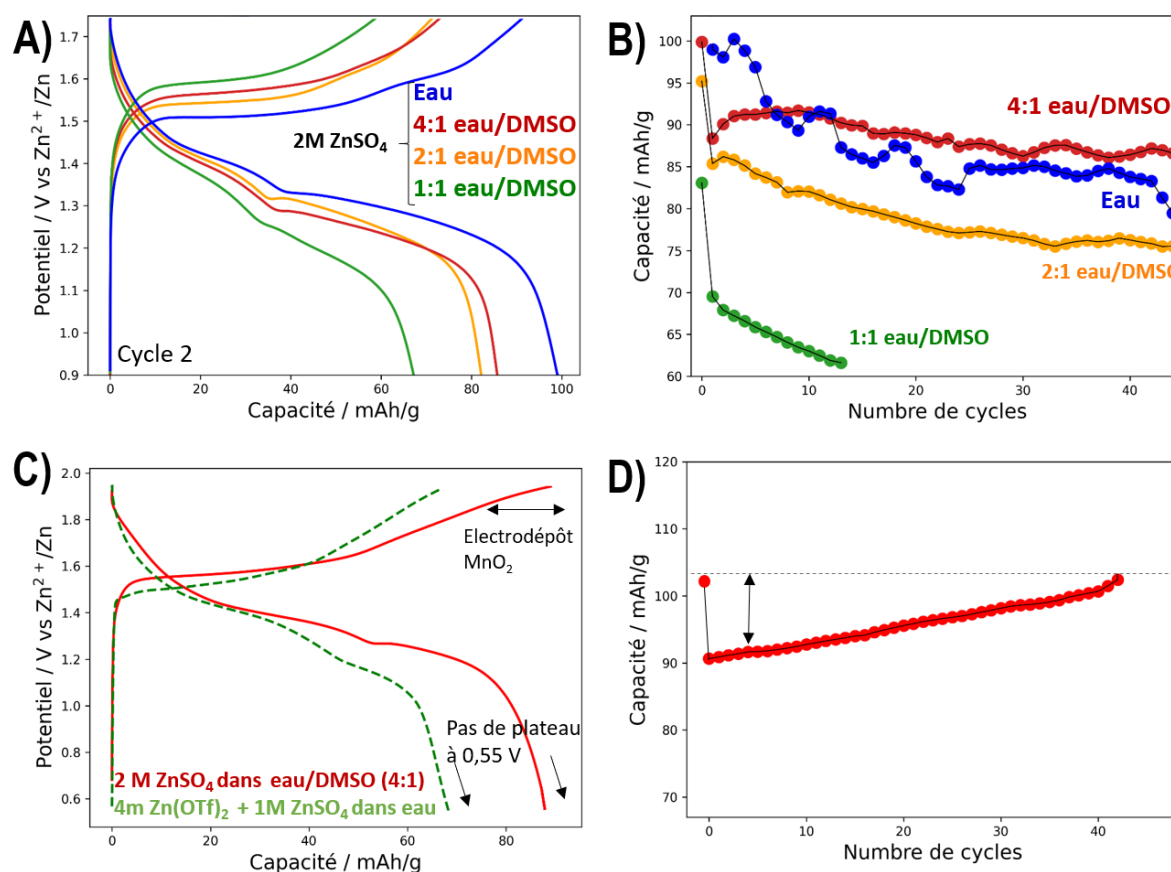 A)
Potentiel / V vs Zn²⁺/Zn
1.7
1.6
1.5
1.4
1.3
1.2
1.1
1.0
0.9
Eau
4:1 eau/DMSO
2M ZnSO₄
2:1 eau/DMSO
1:1 eau/DMSO
Cycle 2
0 20 40 60 80 100
Capacité / mAh/g
B)
Capacité / mAh/g
100
95
90
85
80
75
70
65
60
4:1 eau/DMSO
Eau
2:1 eau/DMSO
1:1 eau/DMSO
0 10 20 30 40
Numbre de cycles
C)
Potentiel / V vs Zn²⁺/Zn
2.0
1.8
1.6
1.4
1.2
1.0
0.8
0.6
Electrodépôt
MnO₂
Pas de plateau
à 0,55 V
2 M ZnSO₄ dans eau/DMSO (4:1)
4m Zn(OTf)₂ + 1M ZnSO₄ dans eau
0 20 40 60 80
Capacité / mAh/g
D)
Capacité / mAh/g
120
110
100
90
80
70
0 10 20 30 40
Numbre de cycles